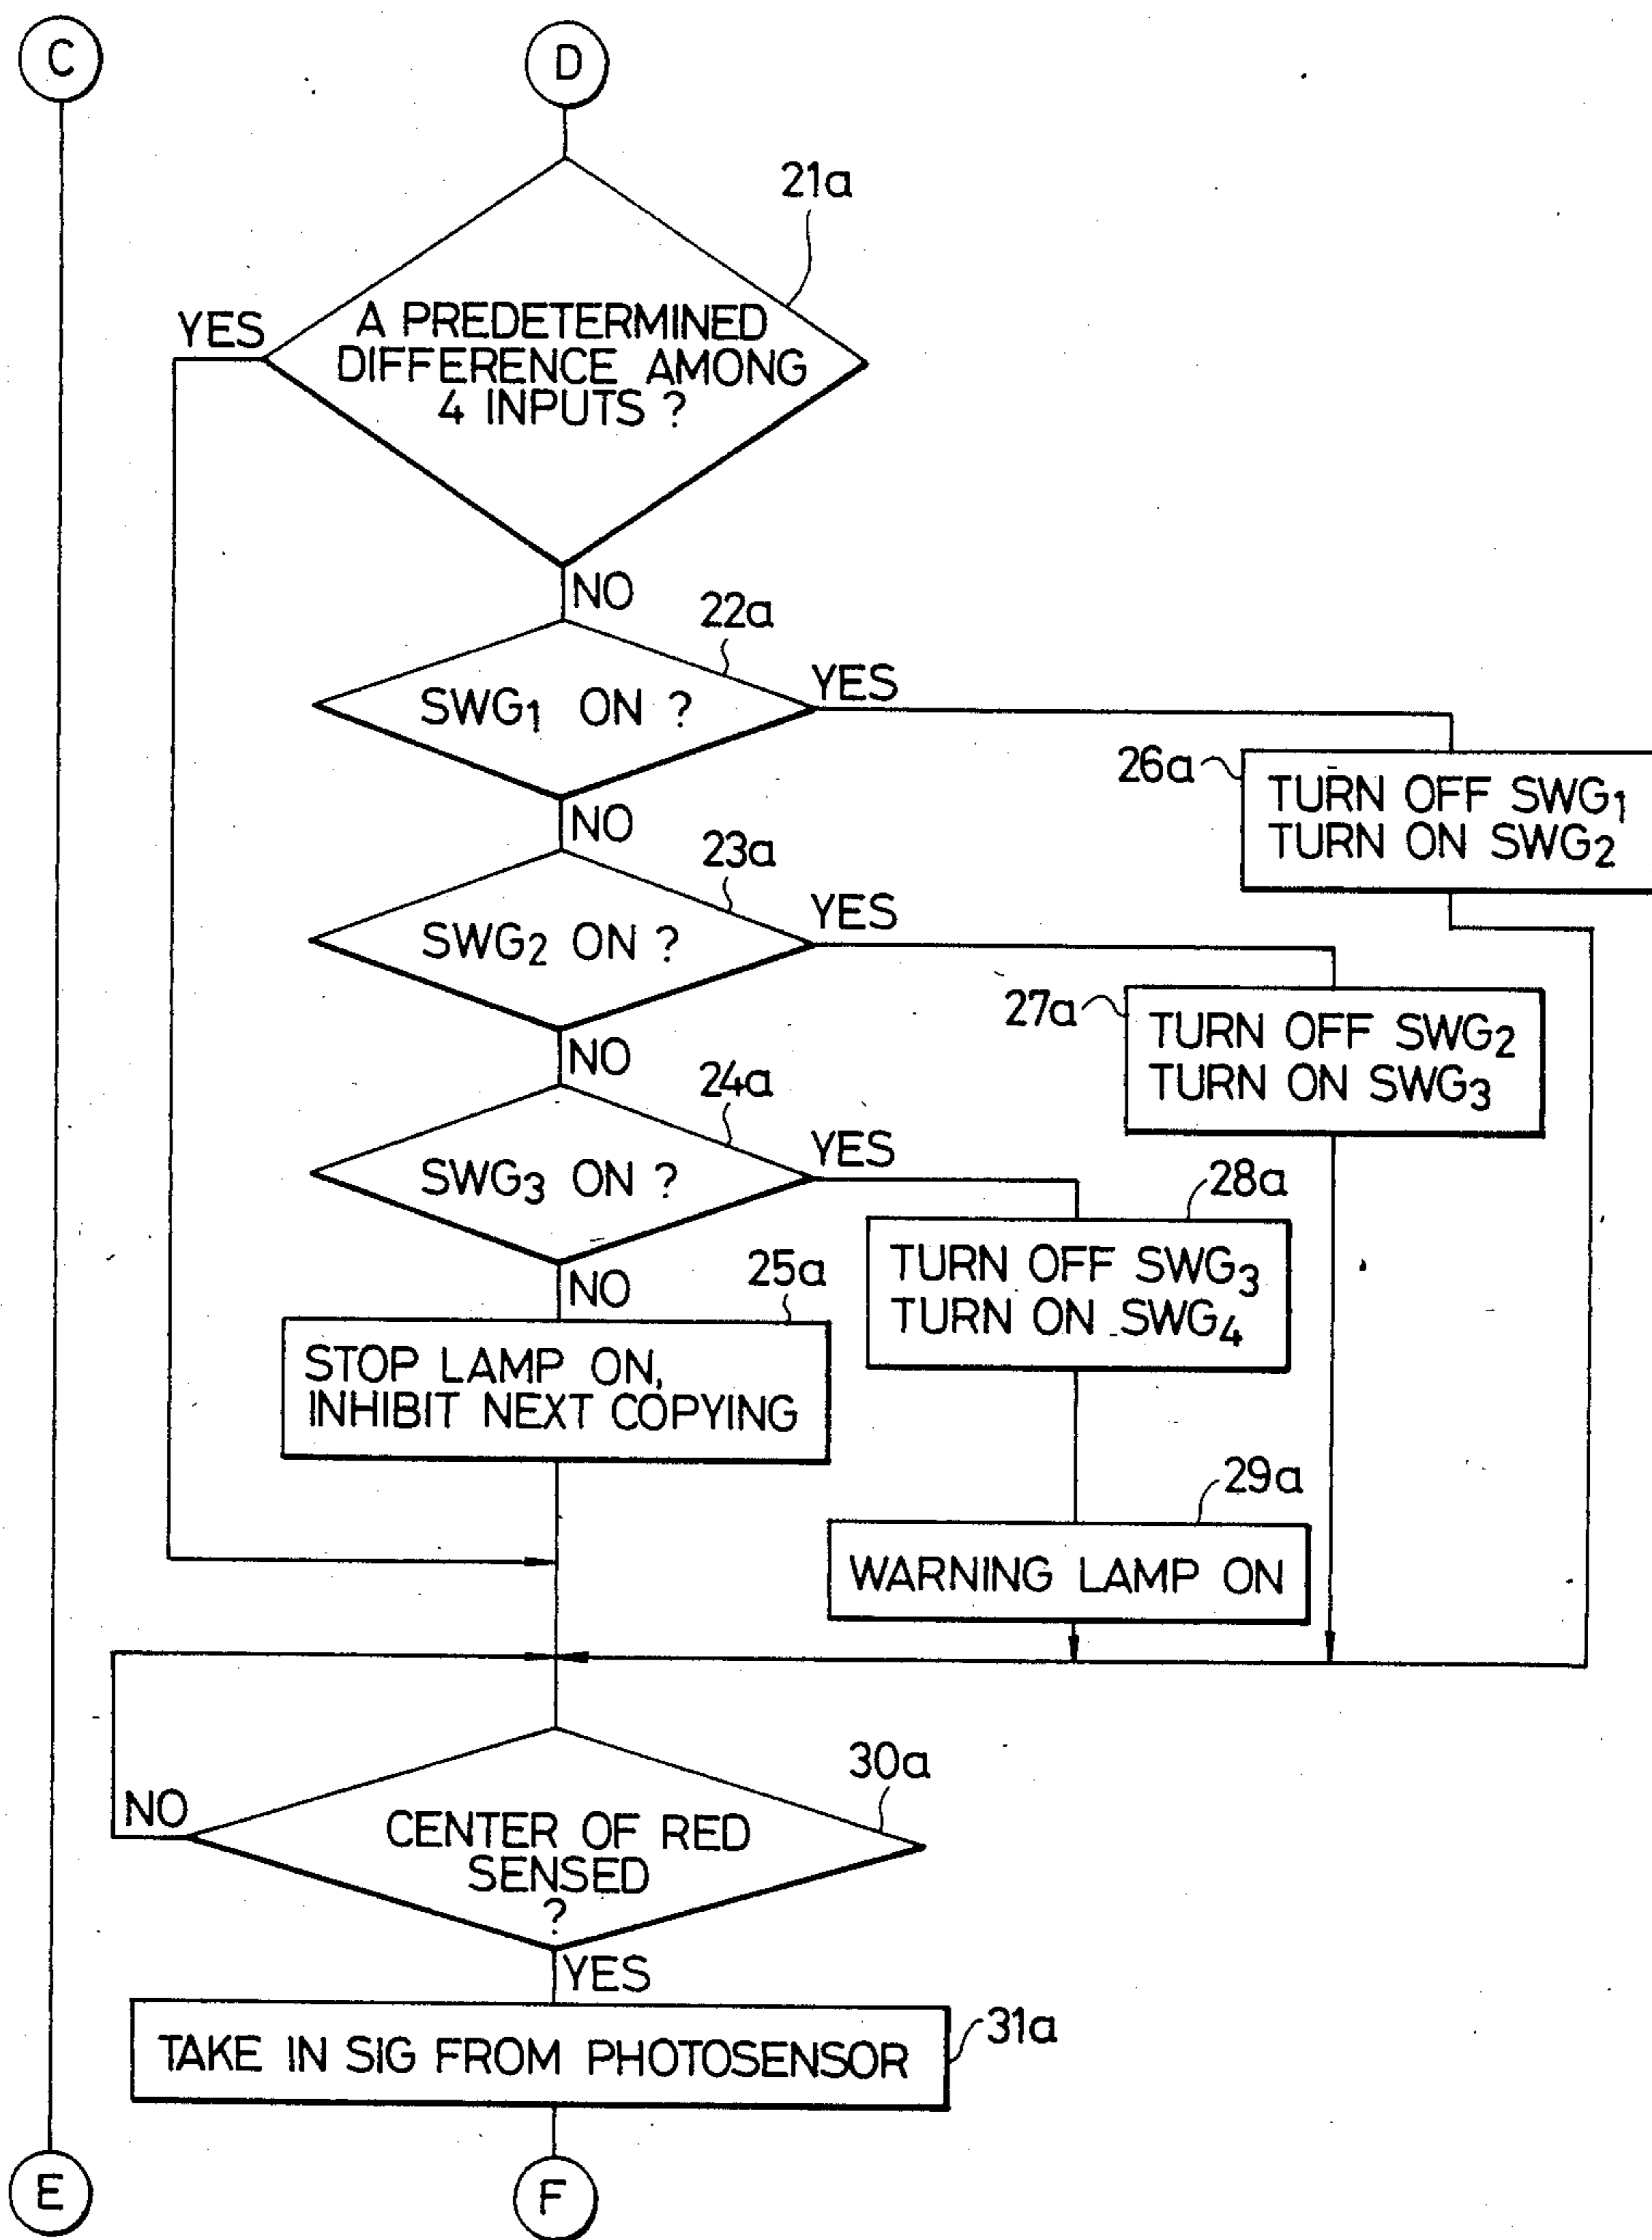 C
D
21a
YES
A PREDETERMINED
DIFFERENCE AMONG
4 INPUTS ?
NO
22a
SWG1 ON ?
YES
26a
TURN OFF SWG1
TURN ON SWG2
NO
23a
SWG2 ON ?
YES
27a
TURN OFF SWG2
TURN ON SWG3
NO
24a
SWG3 ON ?
YES
28a
TURN OFF SWG3
TURN ON SWG4
NO
25a
STOP LAMP ON,
INHIBIT NEXT COPYING
29a
WARNING LAMP ON
30a
NO
CENTER OF RED
SENSED
?
YES
TAKE IN SIG FROM PHOTOSENSOR
31a
E
F